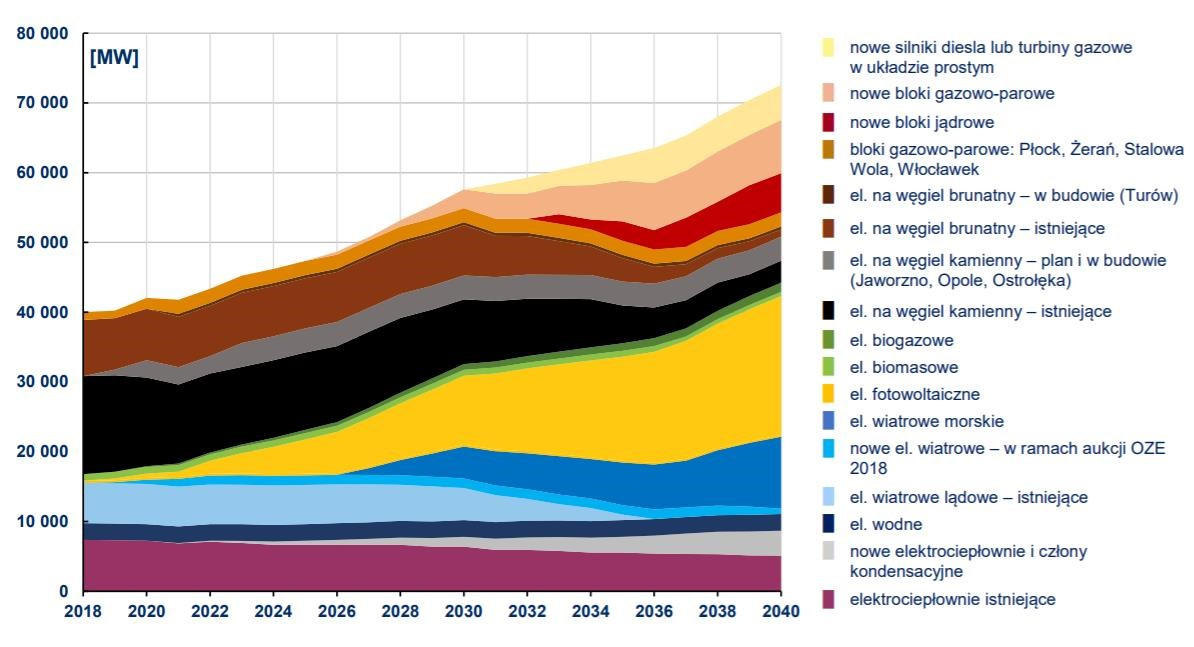 80 000
[MW]
70 000
60 000
50 000
40 000
30 000
20 000
10 000
0
2018 2020 2022 2024 2026 2028 2030 2032 2034 2036 2038 2040
nowe silniki diesla lub turbiny gazowe
w układzie prostym
nowe bloki gazowo-parowe
nowe bloki jądrowe
bloki gazowo-parowe: Płock, Żerań, Stalowa
Wola, Włocławek
el. na węgiel brunatny – w budowie (Turów)
el. na węgiel brunatny – istniejące
el. na węgiel kamienny – plan i w budowie
(Jaworzno, Opole, Ostrołęka)
el. na węgiel kamienny – istniejące
el. biogazowe
el. biomasowe
el. fotowoltaiczne
el. wiatrowe morskie
nowe el. wiatrowe – w ramach aukcji OZE
2018
el. wiatrowe lądowe – istniejące
el. wodne
nowe elektrociepłownie i człony
kondensacyjne
elektrociepłownie istniejące